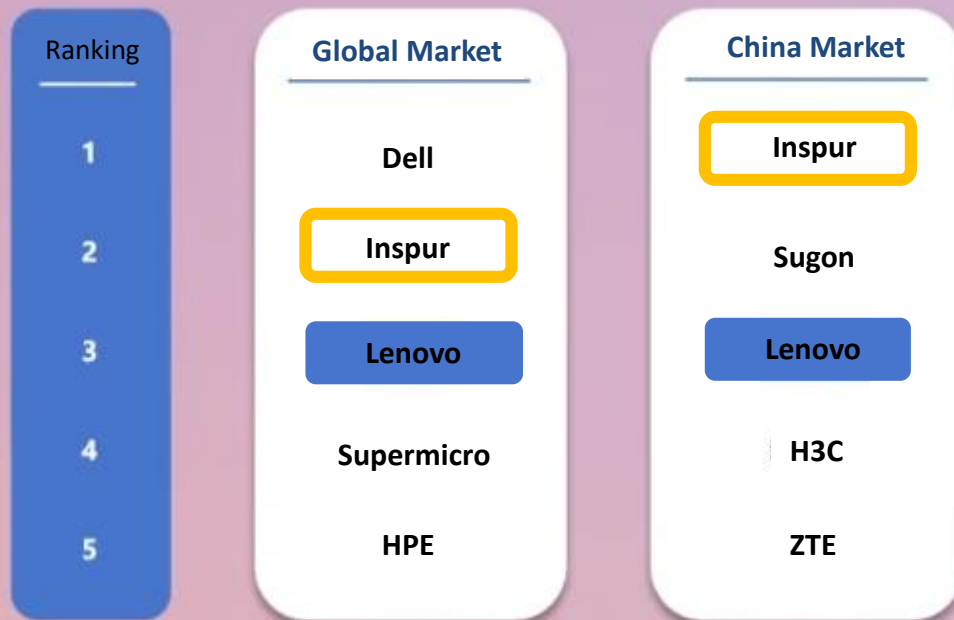 Ranking
Global Market
China Market
1
Dell
Inspur
2
Inspur
Sugon
3
Lenovo
Lenovo
4
Supermicro
H3C
5
HPE
ZTE